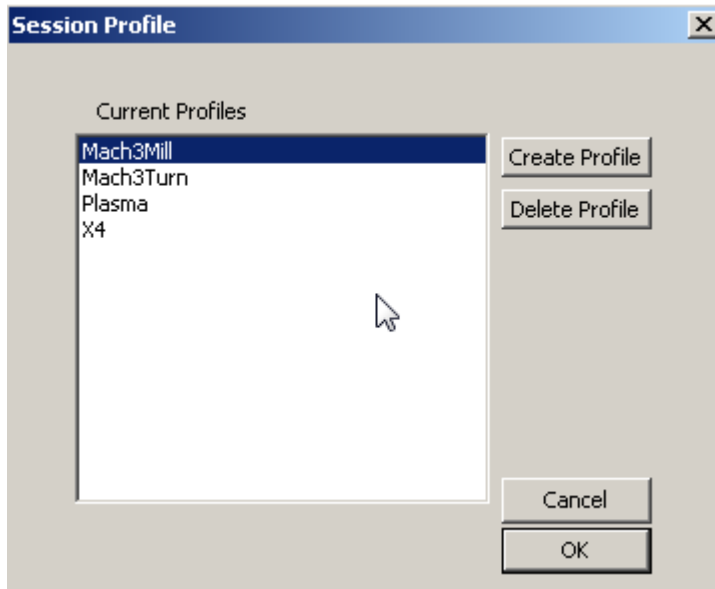 Session Profile
Current Profiles
Mach3Mill
Mach3Turn
Plasma
X4
Create Profile
Delete Profile
Cancel
OK